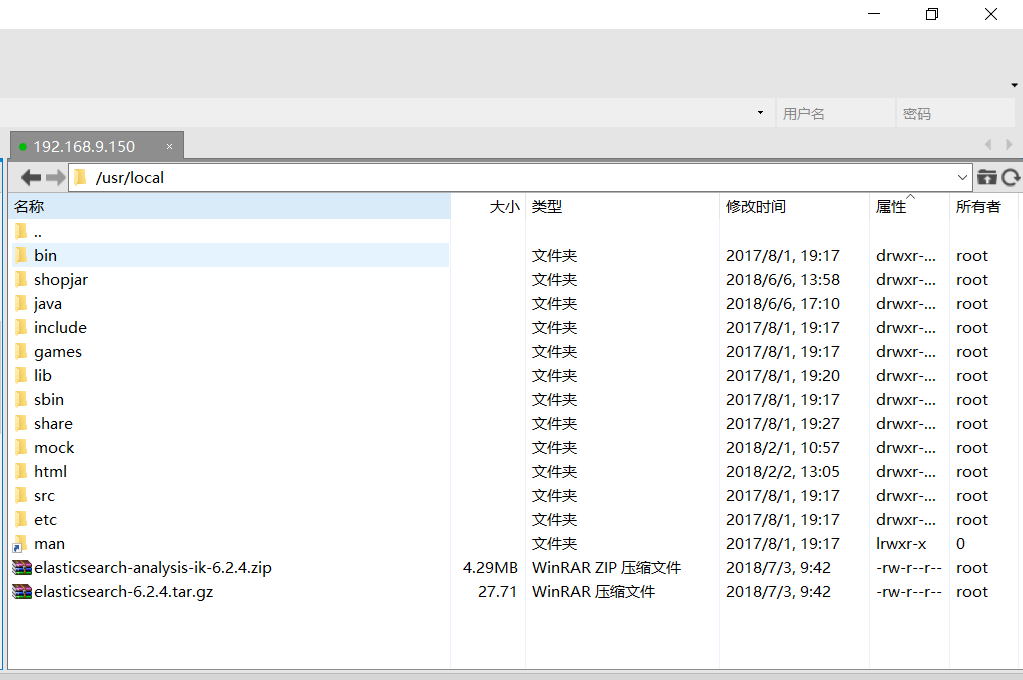 用户名 密码
192.168.9.150 ×
/usr/local
名称 大小 类型 修改时间 属性 所有者
..
bin 文件夹 2017/8/1, 19:17 drwxr-... root
shopjar 文件夹 2018/6/6, 13:58 drwxr-... root
java 文件夹 2018/6/6, 17:10 drwxr-... root
include 文件夹 2017/8/1, 19:17 drwxr-... root
games 文件夹 2017/8/1, 19:17 drwxr-... root
lib 文件夹 2017/8/1, 19:20 drwxr-... root
sbin 文件夹 2017/8/1, 19:17 drwxr-... root
share 文件夹 2017/8/1, 19:27 drwxr-... root
mock 文件夹 2018/2/1, 10:57 drwxr-... root
html 文件夹 2018/2/2, 13:05 drwxr-... root
src 文件夹 2017/8/1, 19:17 drwxr-... root
etc 文件夹 2017/8/1, 19:17 drwxr-... root
man 文件夹 2017/8/1, 19:17 lrwxr-x 0
elasticsearch-analysis-ik-6.2.4.zip 4.29MB WinRAR ZIP 压缩文件 2018/7/3, 9:42 -rw-r--r-- root
elasticsearch-6.2.4.tar.gz 27.71 WinRAR 压缩文件 2018/7/3, 9:42 -rw-r--r-- root